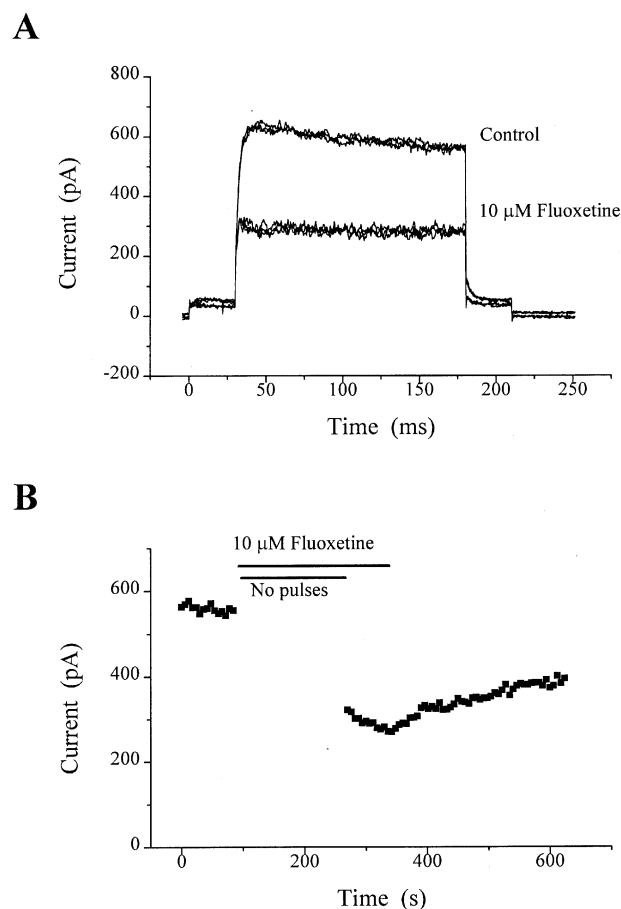 A
800
600
400
200
0
-200
Current (pA)
Control
10 µM Fluoxetine
0 50 100 150 200 250
Time (ms)
B
10 µM Fluoxetine
No pulses
600
400
200
0
Current (pA)
0 200 400 600
Time (s)